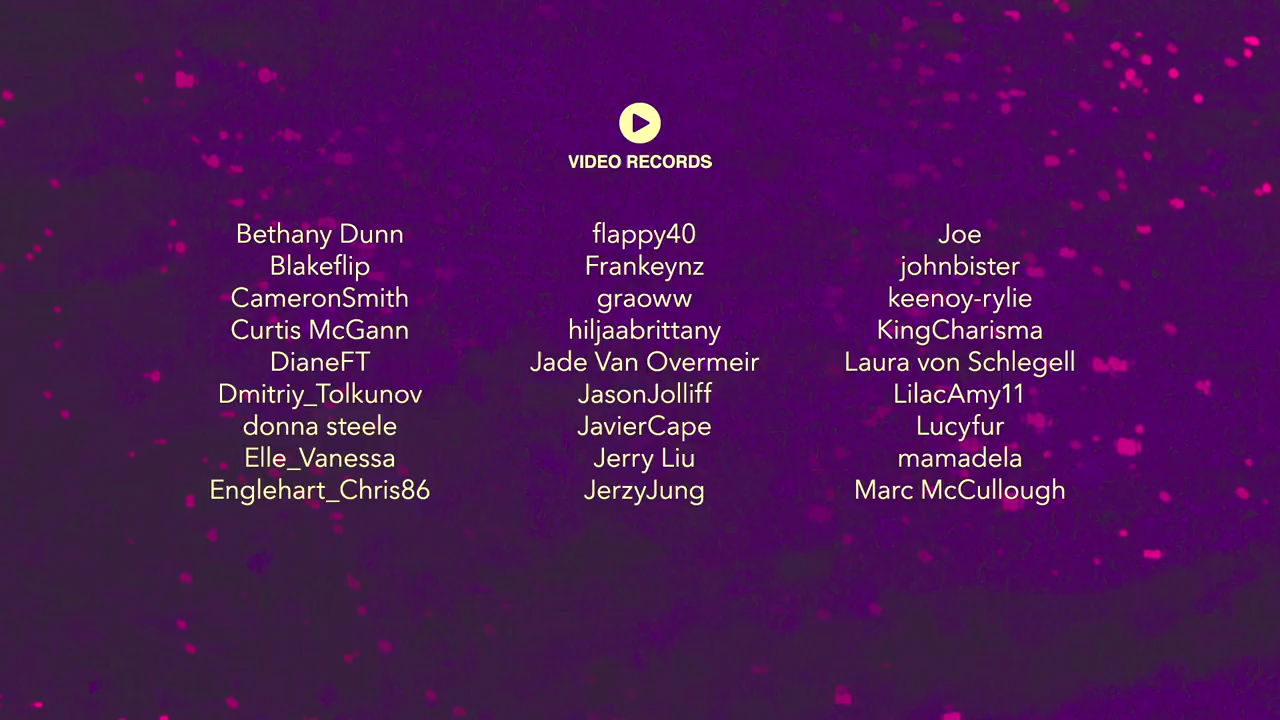 VIDEO RECORDS
Bethany Dunn
Blakeflip
CameronSmith
Curtis McGann
DianeFT
Dmitriy_Tolkunov
donna steele
Elle_Vanessa
Englehart_Chris86
flappy40
Frankeynz
graoww
hiljaabrittany
Jade Van Overmeir
JasonJolliff
JavierCape
Jerry Liu
JerzyJung
Joe
johnbister
keenoy-rylie
KingCharisma
Laura von Schlegell
LilacAmy11
Lucyfur
mamadela
Marc McCullough